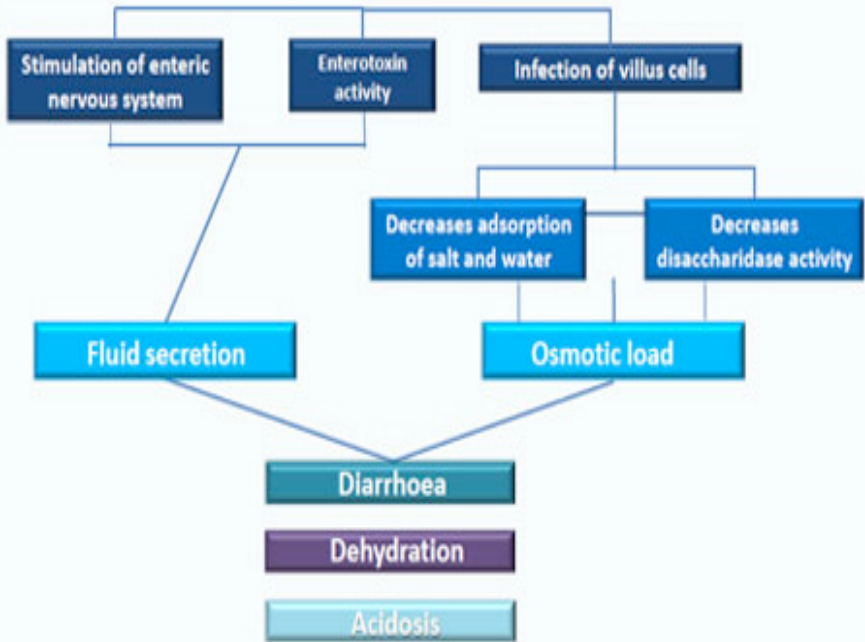 Stimulation of enteric
nervous system
Enterotoxin
activity
Infection of villus cells
Decreases adsorption
of salt and water
Decreases
disaccharidase activity
Fluid secretion
Osmotic load
Diarrhoea
Dehydration
Acidosis